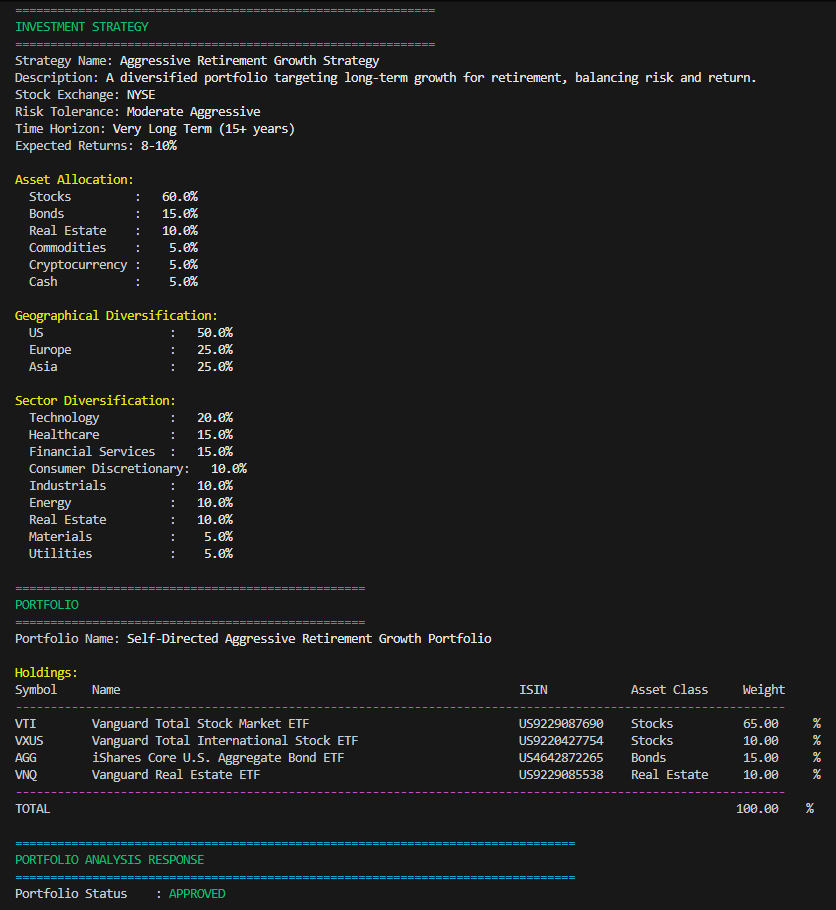 ============================================================
INVESTMENT STRATEGY
============================================================
Strategy Name: Aggressive Retirement Growth Strategy
Description: A diversified portfolio targeting long-term growth for retirement, balancing risk and return.
Stock Exchange: NYSE
Risk Tolerance: Moderate Aggressive
Time Horizon: Very Long Term (15+ years)
Expected Returns: 8-10%

Asset Allocation:
  Stocks         :   60.0%
  Bonds          :   15.0%
  Real Estate    :   10.0%
  Commodities    :    5.0%
  Cryptocurrency :    5.0%
  Cash           :    5.0%

Geographical Diversification:
  US                  :   50.0%
  Europe              :   25.0%
  Asia                :   25.0%

Sector Diversification:
  Technology          :   20.0%
  Healthcare          :   15.0%
  Financial Services  :   15.0%
  Consumer Discretionary:   10.0%
  Industrials         :   10.0%
  Energy              :   10.0%
  Real Estate         :   10.0%
  Materials           :    5.0%
  Utilities           :    5.0%

==================================================
PORTFOLIO
==================================================
Portfolio Name: Self-Directed Aggressive Retirement Growth Portfolio

Holdings:
Symbol     Name                                                         ISIN            Asset Class     Weight
--------------------------------------------------------------------------------------------------------------
VTI        Vanguard Total Stock Market ETF                              US9229087690    Stocks          65.00     %
VXUS       Vanguard Total International Stock ETF                       US9220427754    Stocks          10.00     %
AGG        iShares Core U.S. Aggregate Bond ETF                         US4642872265    Bonds           15.00     %
VNQ        Vanguard Real Estate ETF                                     US9229085538    Real Estate     10.00     %
--------------------------------------------------------------------------------------------------------------
TOTAL                                                                                                  100.00    %

================================================================================
PORTFOLIO ANALYSIS RESPONSE
================================================================================
Portfolio Status    : APPROVED